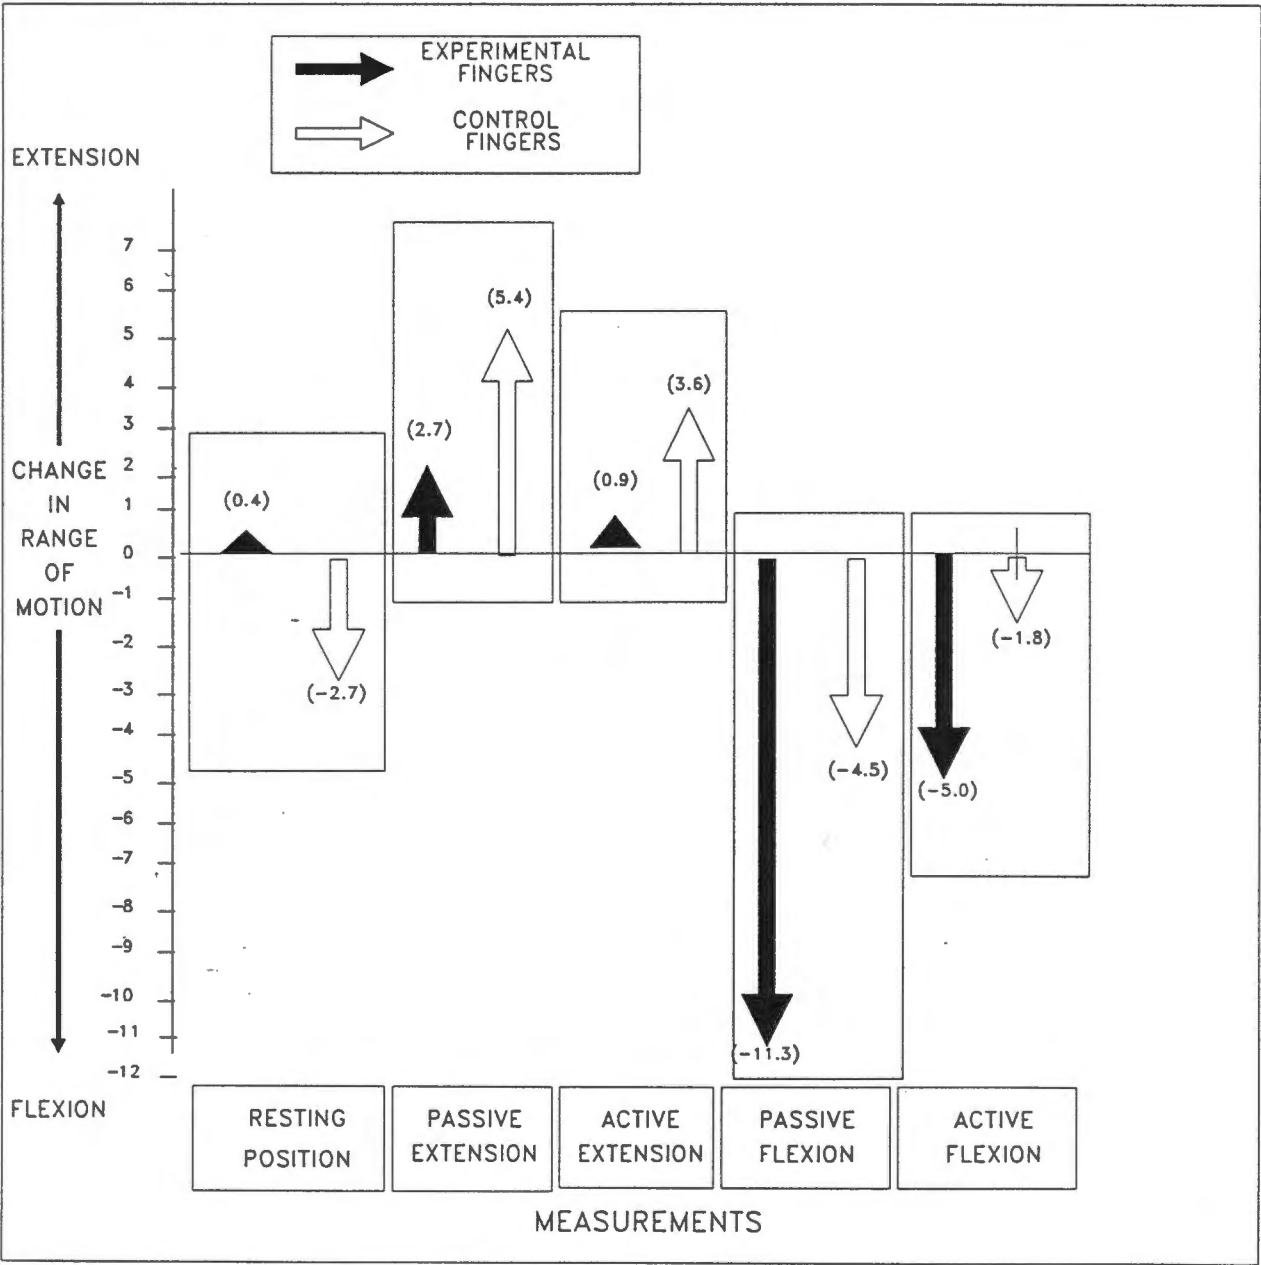 EXPERIMENTAL
FINGERS
CONTROL
FINGERS
EXTENSION
7
6
5
4
3
2
1
0
-1
-2
-3
-4
-5
-6
-7
-8
-9
-10
-11
-12
CHANGE
IN
RANGE
OF
MOTION
FLEXION
(0.4)
(-2.7)
(2.7)
(5.4)
(0.9)
(3.6)
(-11.3)
(-4.5)
(-5.0)
(-1.8)
RESTING
POSITION
PASSIVE
EXTENSION
ACTIVE
EXTENSION
PASSIVE
FLEXION
ACTIVE
FLEXION
MEASUREMENTS